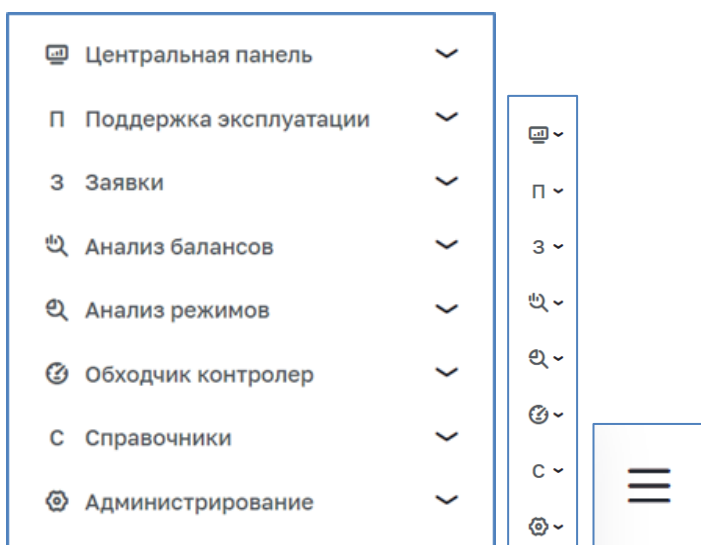 Центральная панель
П Поддержка эксплуатации
З Заявки
Анализ балансов
Анализ режимов
Обходчик контролер
С Справочники
Администрирование
П
З
С